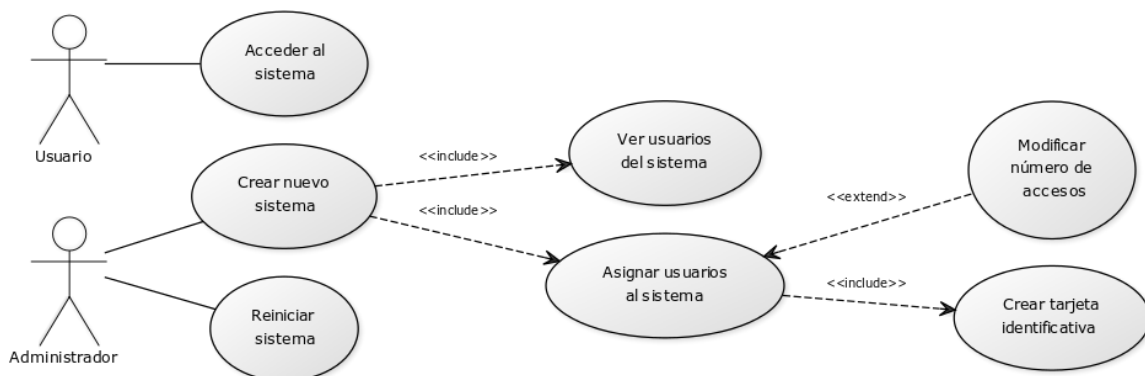 Acceder al
sistema
Usuario
Ver usuarios
del sistema
Modificar
número de
accesos
<<include>>
Crear nuevo
sistema
<<include>>
<<extend>>
Asignar usuarios
al sistema
<<include>>
Crear tarjeta
identificativa
Reiniciar
sistema
Administrador